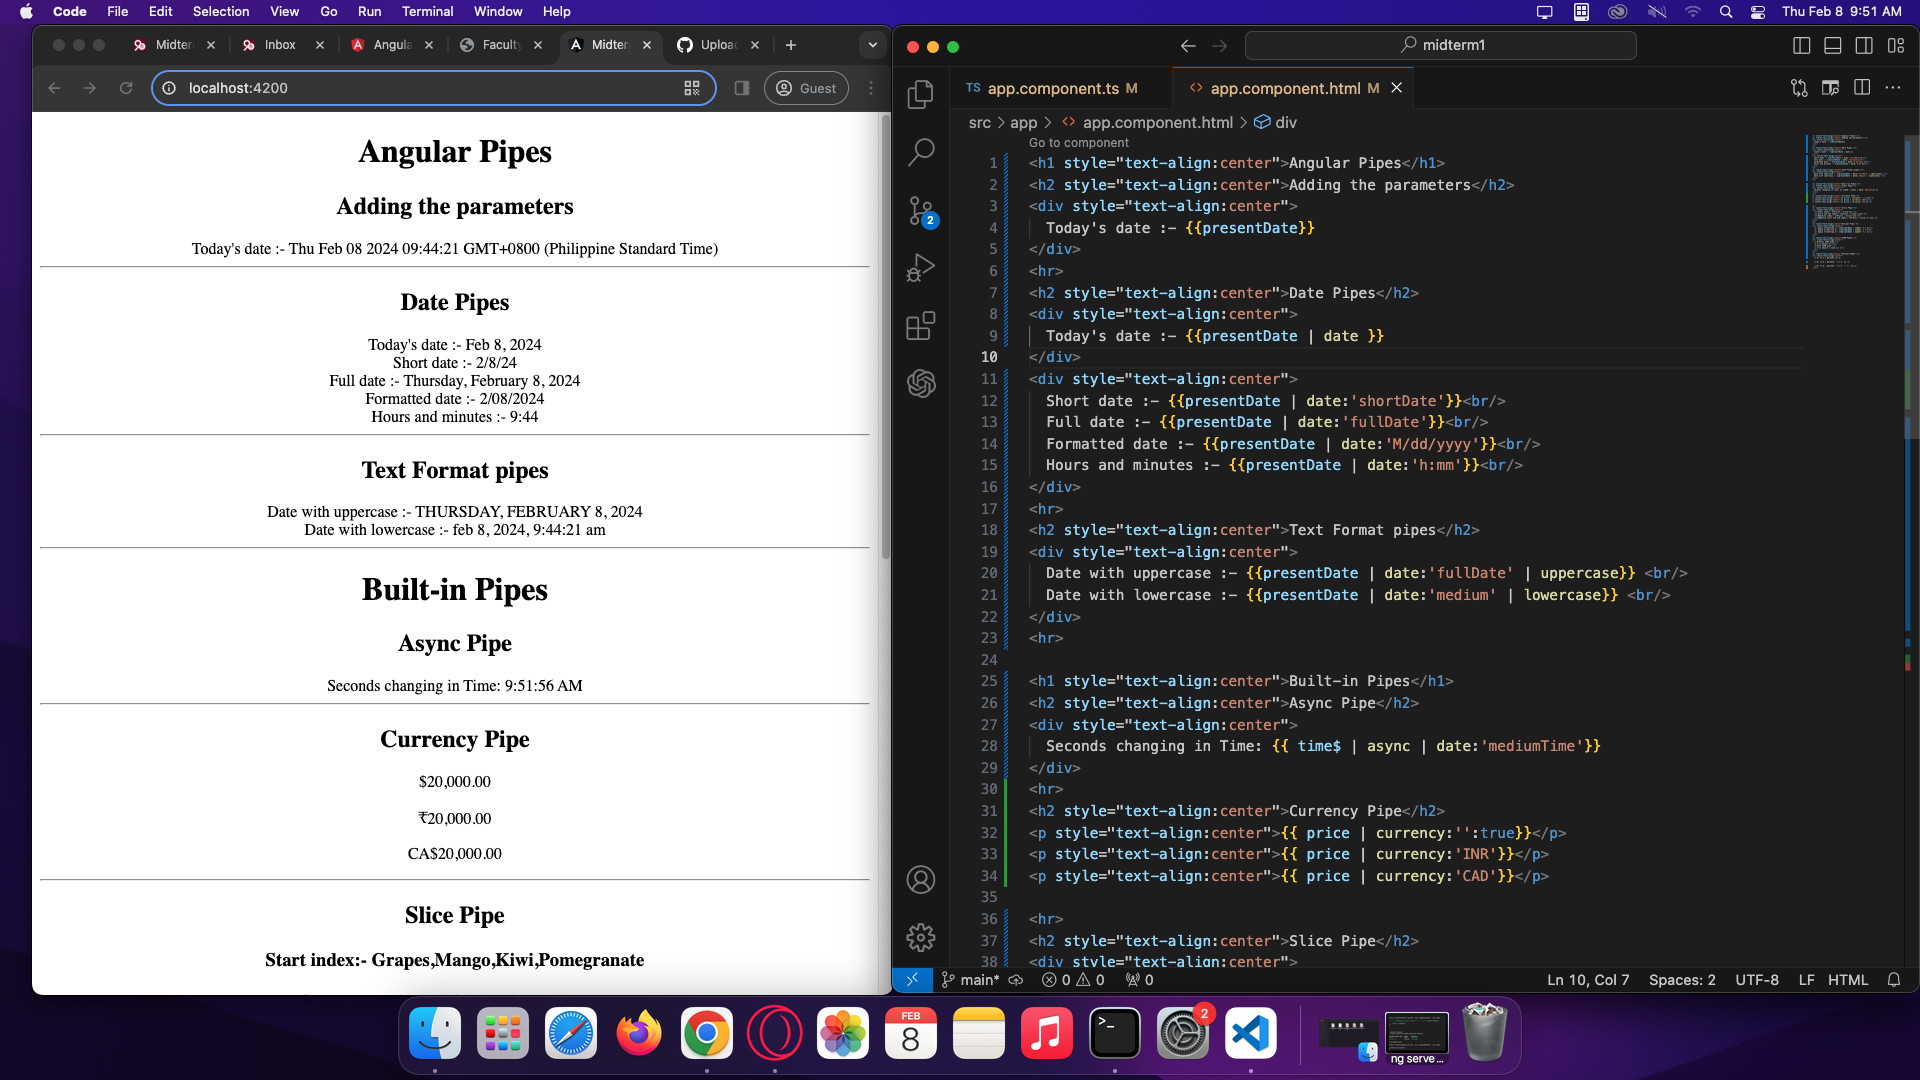 Code File Edit Selection View Go Run Terminal Window Help
Thu Feb 8 9:51 AM
Midter
Inbox
Angula
Faculty
Midter
Uploa
localhost:4200
Guest
Angular Pipes
Adding the parameters
Today's date :- Thu Feb 08 2024 09:44:21 GMT+0800 (Philippine Standard Time)
Date Pipes
Today's date :- Feb 8, 2024
Short date :- 2/8/24
Full date :- Thursday, February 8, 2024
Formatted date :- 2/08/2024
Hours and minutes :- 9:44
Text Format pipes
Date with uppercase :- THURSDAY, FEBRUARY 8, 2024
Date with lowercase :- feb 8, 2024, 9:44:21 am
Built-in Pipes
Async Pipe
Seconds changing in Time: 9:51:56 AM
Currency Pipe
$20,000.00
₹20,000.00
CA$20,000.00
Slice Pipe
Start index:- Grapes,Mango,Kiwi,Pomegranate
midterm1
TS app.component.ts M
<> app.component.html M
src > app > <> app.component.html > div
Go to component
1 <h1 style="text-align:center">Angular Pipes</h1>
2 <h2 style="text-align:center">Adding the parameters</h2>
3 <div style="text-align:center">
4 Today's date :- {{presentDate}}
5 </div>
6 <hr>
7 <h2 style="text-align:center">Date Pipes</h2>
8 <div style="text-align:center">
9 Today's date :- {{presentDate | date }}
10 </div>
11 <div style="text-align:center">
12 Short date :- {{presentDate | date:'shortDate'}}<br/>
13 Full date :- {{presentDate | date:'fullDate'}}<br/>
14 Formatted date :- {{presentDate | date:'M/dd/yyyy'}}<br/>
15 Hours and minutes :- {{presentDate | date:'h:mm'}}<br/>
16 </div>
17 <hr>
18 <h2 style="text-align:center">Text Format pipes</h2>
19 <div style="text-align:center">
20 Date with uppercase :- {{presentDate | date:'fullDate' | uppercase}} <br/>
21 Date with lowercase :- {{presentDate | date:'medium' | lowercase}} <br/>
22 </div>
23 <hr>
24
25 <h1 style="text-align:center">Built-in Pipes</h1>
26 <h2 style="text-align:center">Async Pipe</h2>
27 <div style="text-align:center">
28 Seconds changing in Time: {{ time$ | async | date:'mediumTime'}}
29 </div>
30 <hr>
31 <h2 style="text-align:center">Currency Pipe</h2>
32 <p style="text-align:center">{{ price | currency:'':true}}</p>
33 <p style="text-align:center">{{ price | currency:'INR'}}</p>
34 <p style="text-align:center">{{ price | currency:'CAD'}}</p>
35
36 <hr>
37 <h2 style="text-align:center">Slice Pipe</h2>
38 <div style="text-align:center">
2
main* 0 0 0
Ln 10, Col 7 Spaces: 2 UTF-8 LF HTML
FEB
8
2
ng serve...